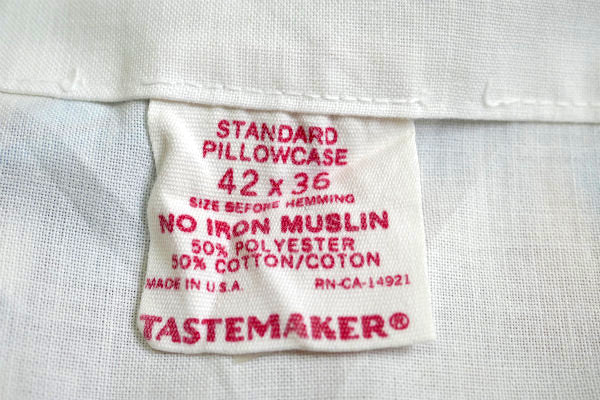 STANDARD
PILLOWCASE
42 x 36
SIZE BEFORE HEMMING
NO IRON MUSLIN
50% POLYESTER
50% COTTON/COTON
MADE IN U.S.A. RN-CA-14921
TASTEMAKER®